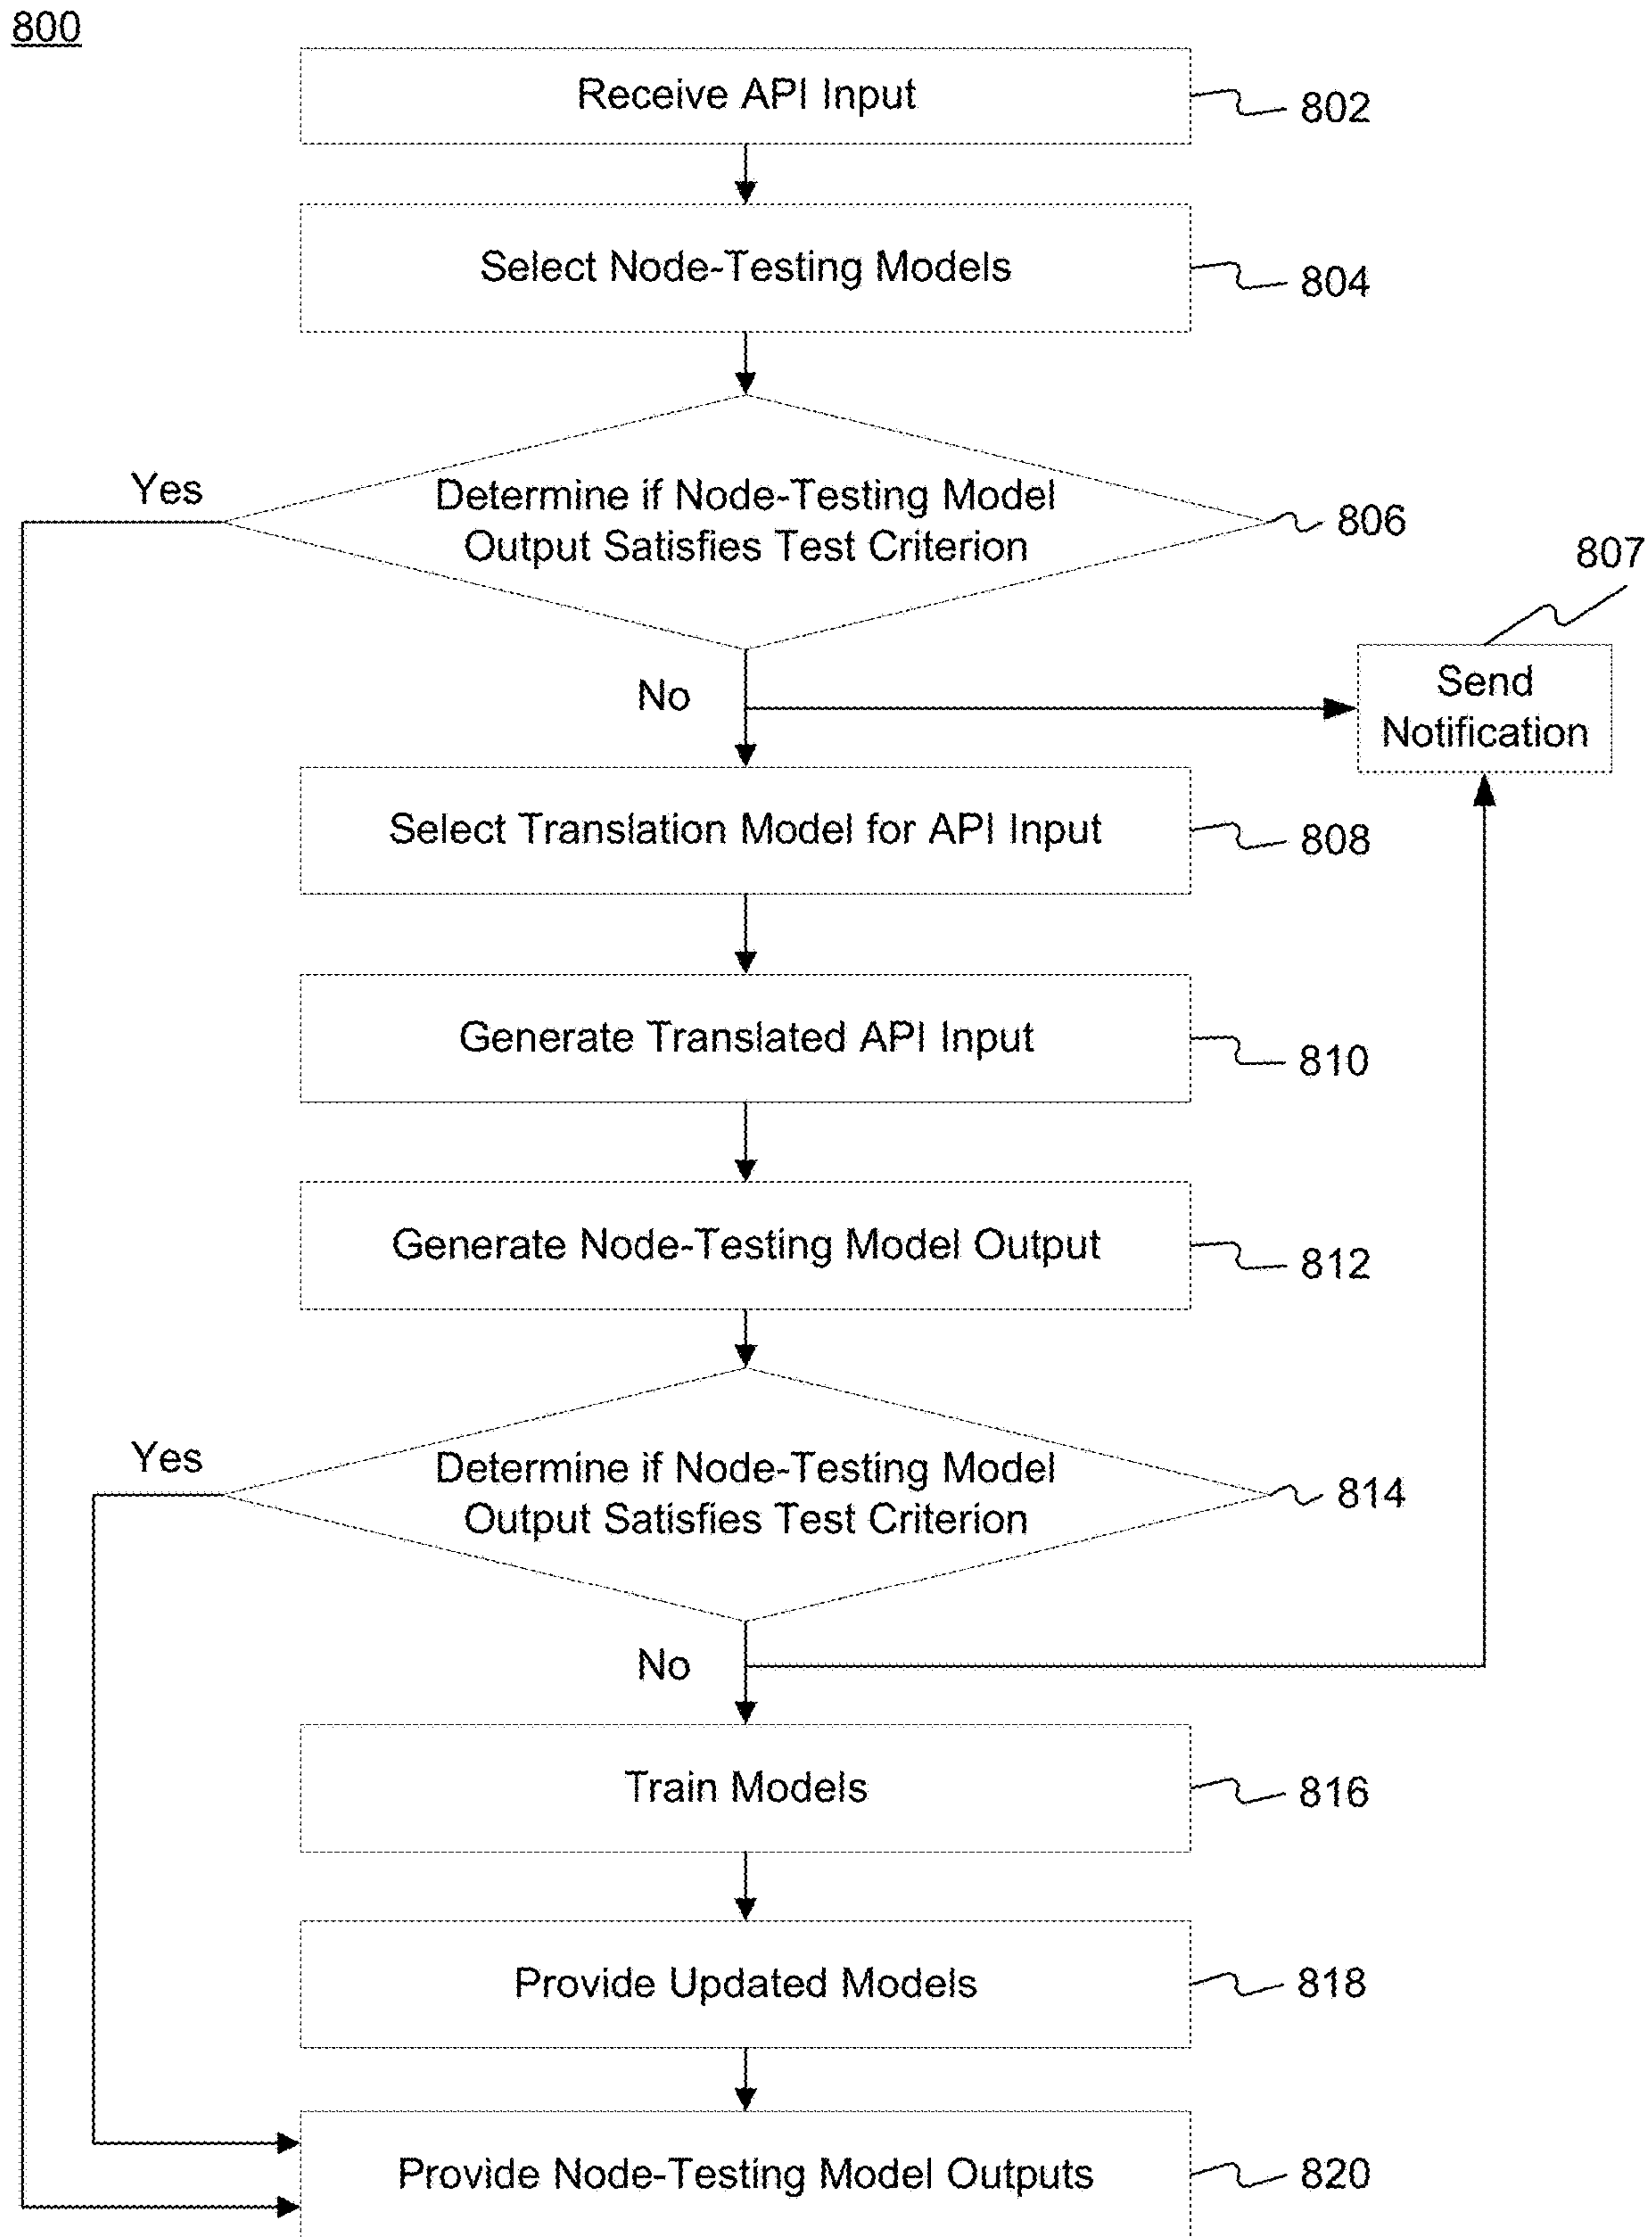 800
Receive API Input
802
Select Node-Testing Models
804
Yes
Determine if Node-Testing Model
Output Satisfies Test Criterion
806
807
No
Send
Notification
Select Translation Model for API Input
808
Generate Translated API Input
810
Generate Node-Testing Model Output
812
Yes
Determine if Node-Testing Model
Output Satisfies Test Criterion
814
No
Train Models
816
Provide Updated Models
818
Provide Node-Testing Model Outputs
820